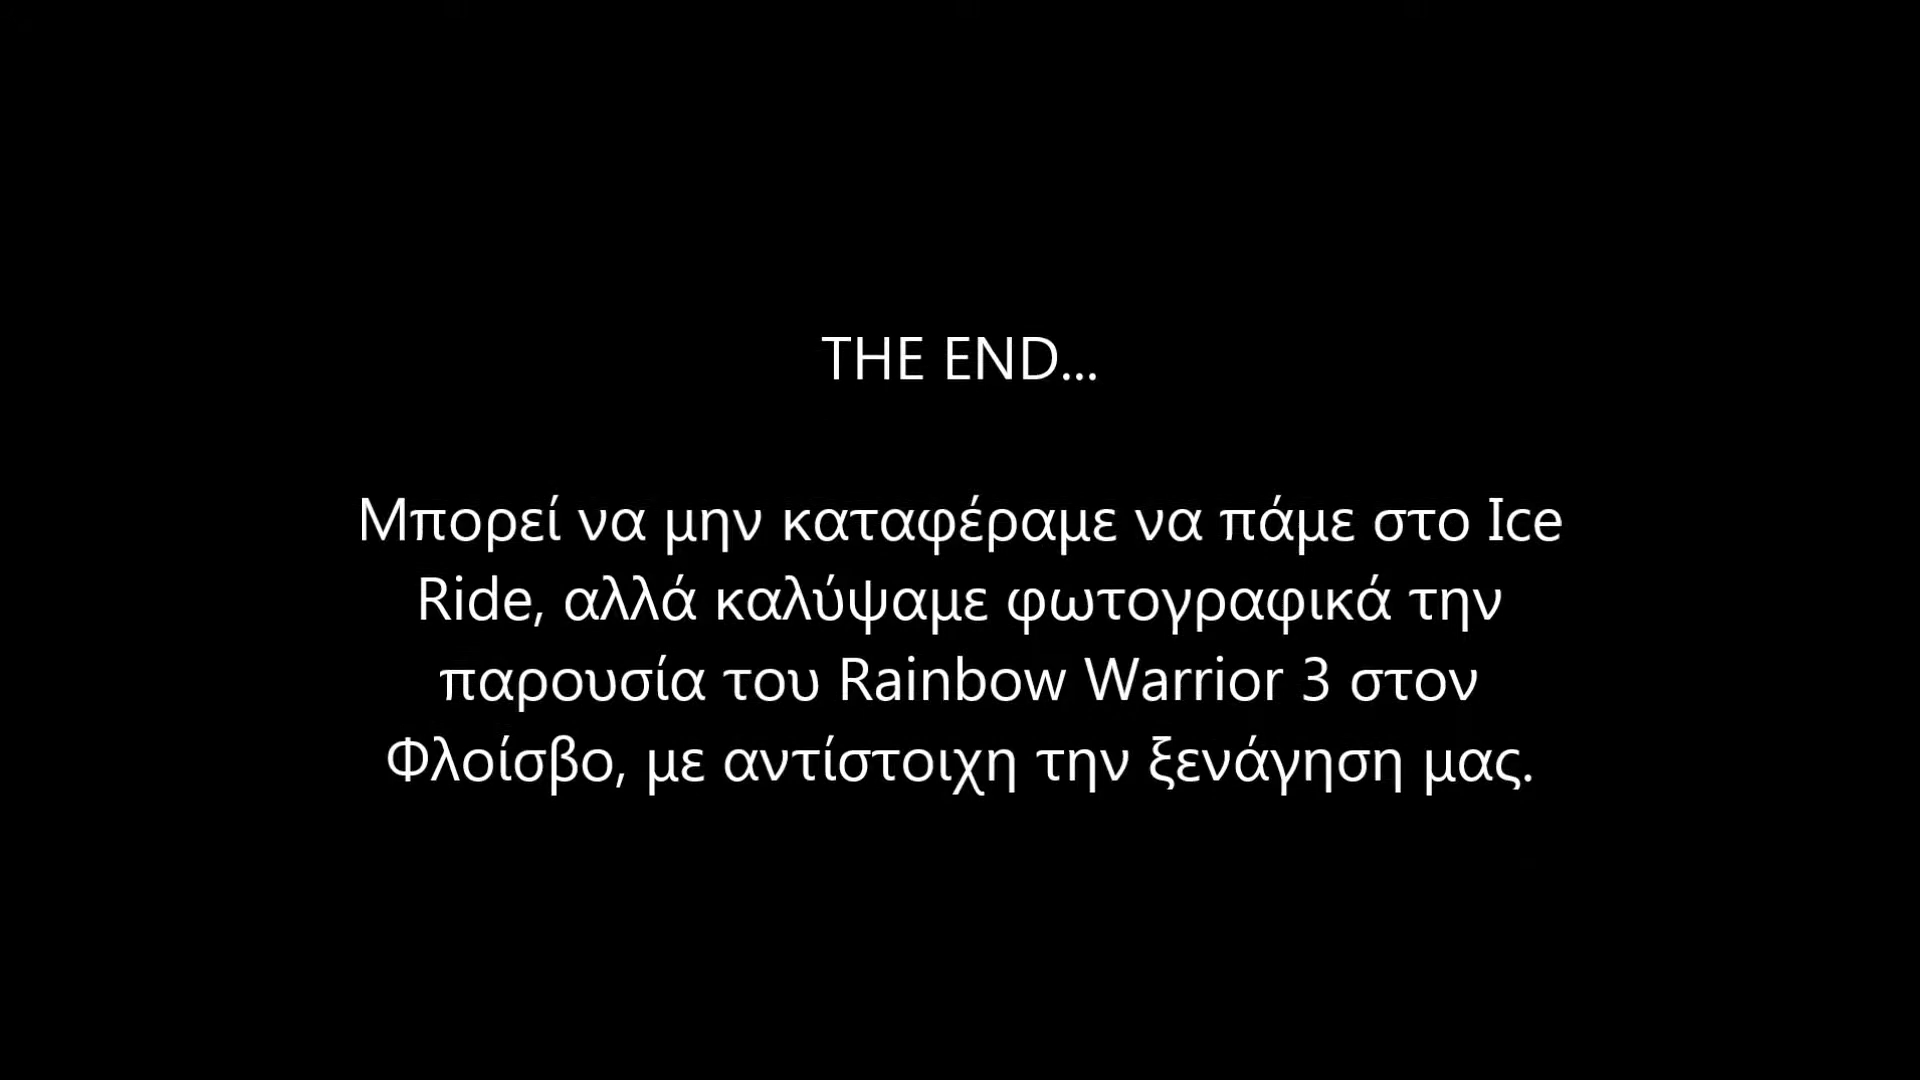 THE END...
Μπορεί να μην καταφέραμε να πάμε στο Ice
Ride, αλλά καλύψαμε φωτογραφικά την
παρουσία του Rainbow Warrior 3 στον
Φλοίσβο, με αντίστοιχη την ξενάγηση μας.